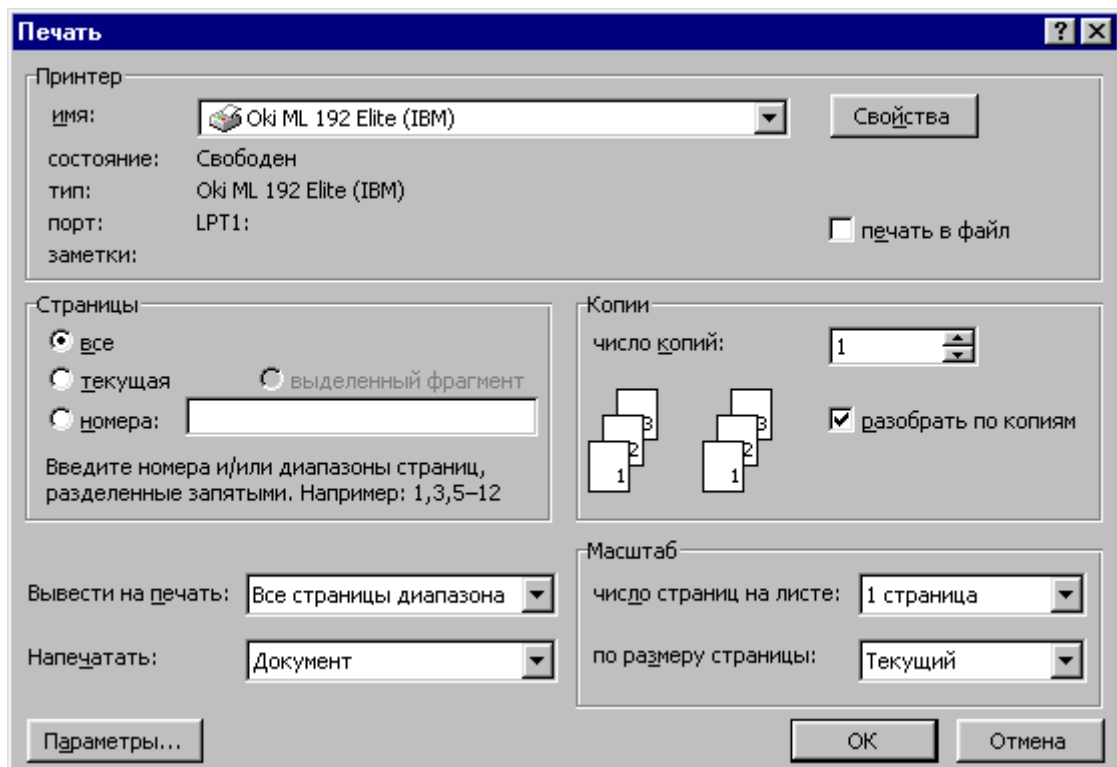 Печать
Принтер
имя: Oki ML 192 Elite (IBM) Свойства
состояние: Свободен
тип: Oki ML 192 Elite (IBM)
порт: LPT1: печать в файл
заметки:
Страницы
все
текущая выделенный фрагмент
номера:
Введите номера и/или диапазоны страниц,
разделенные запятыми. Например: 1,3,5–12
Копии
число копий: 1
3 3
2 2
1 1
разобрать по копиям
Вывести на печать: Все страницы диапазона
Напечатать: Документ
Масштаб
число страниц на листе: 1 страница
по размеру страницы: Текущий
Параметры... ОК Отмена